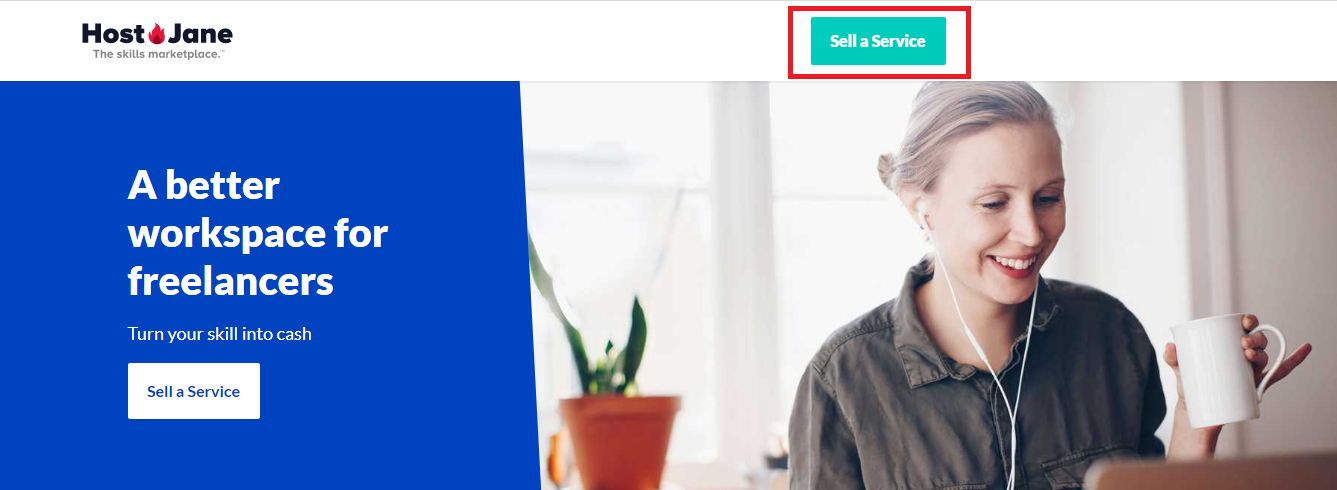 Host Jane
The skills marketplace.™
Sell a Service
A better
workspace for
freelancers
Turn your skill into cash
Sell a Service